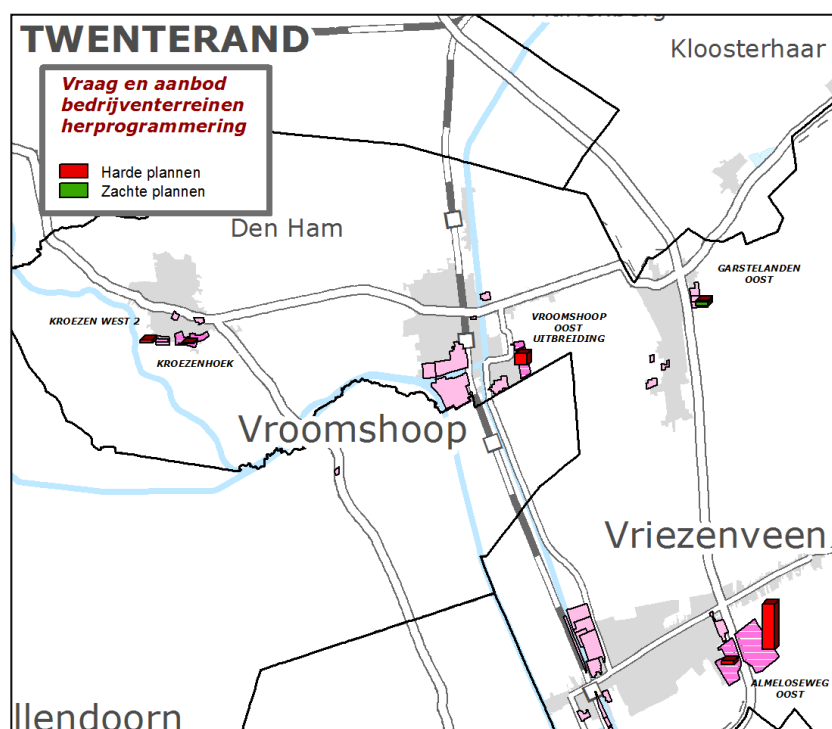 TWENTERAND
Vraag en aanbod
bedrijventerreinen
herprogrammering
Harde plannen
Zachte plannen
Kloosterhaar
Den Ham
GARSTELANDEN
OOST
KROEZEN WEST 2
VROOMSHOOP
OOST
UITBREIDING
KROEZENHOEK
Vroomshoop
Vriezenveen
ALMELOSEWEG
OOST
llendoorn